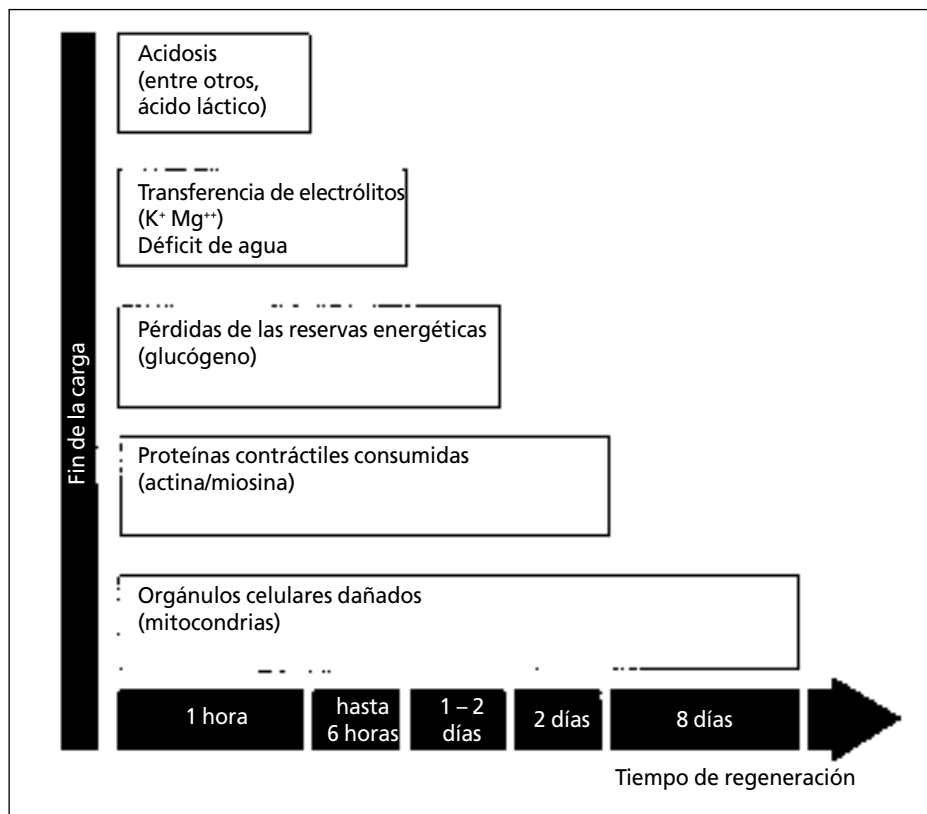 Acidosis
(entre otros,
ácido láctico)
Transferencia de electrólitos
(K⁺ Mg⁺⁺)
Déficit de agua
Pérdidas de las reservas energéticas
(glucógeno)
Proteínas contráctiles consumidas
(actina/miosina)
Orgánulos celulares dañados
(mitocondrias)
Fin de la carga
1 hora
hasta
6 horas
1 – 2
días
2 días
8 días
Tiempo de regeneración